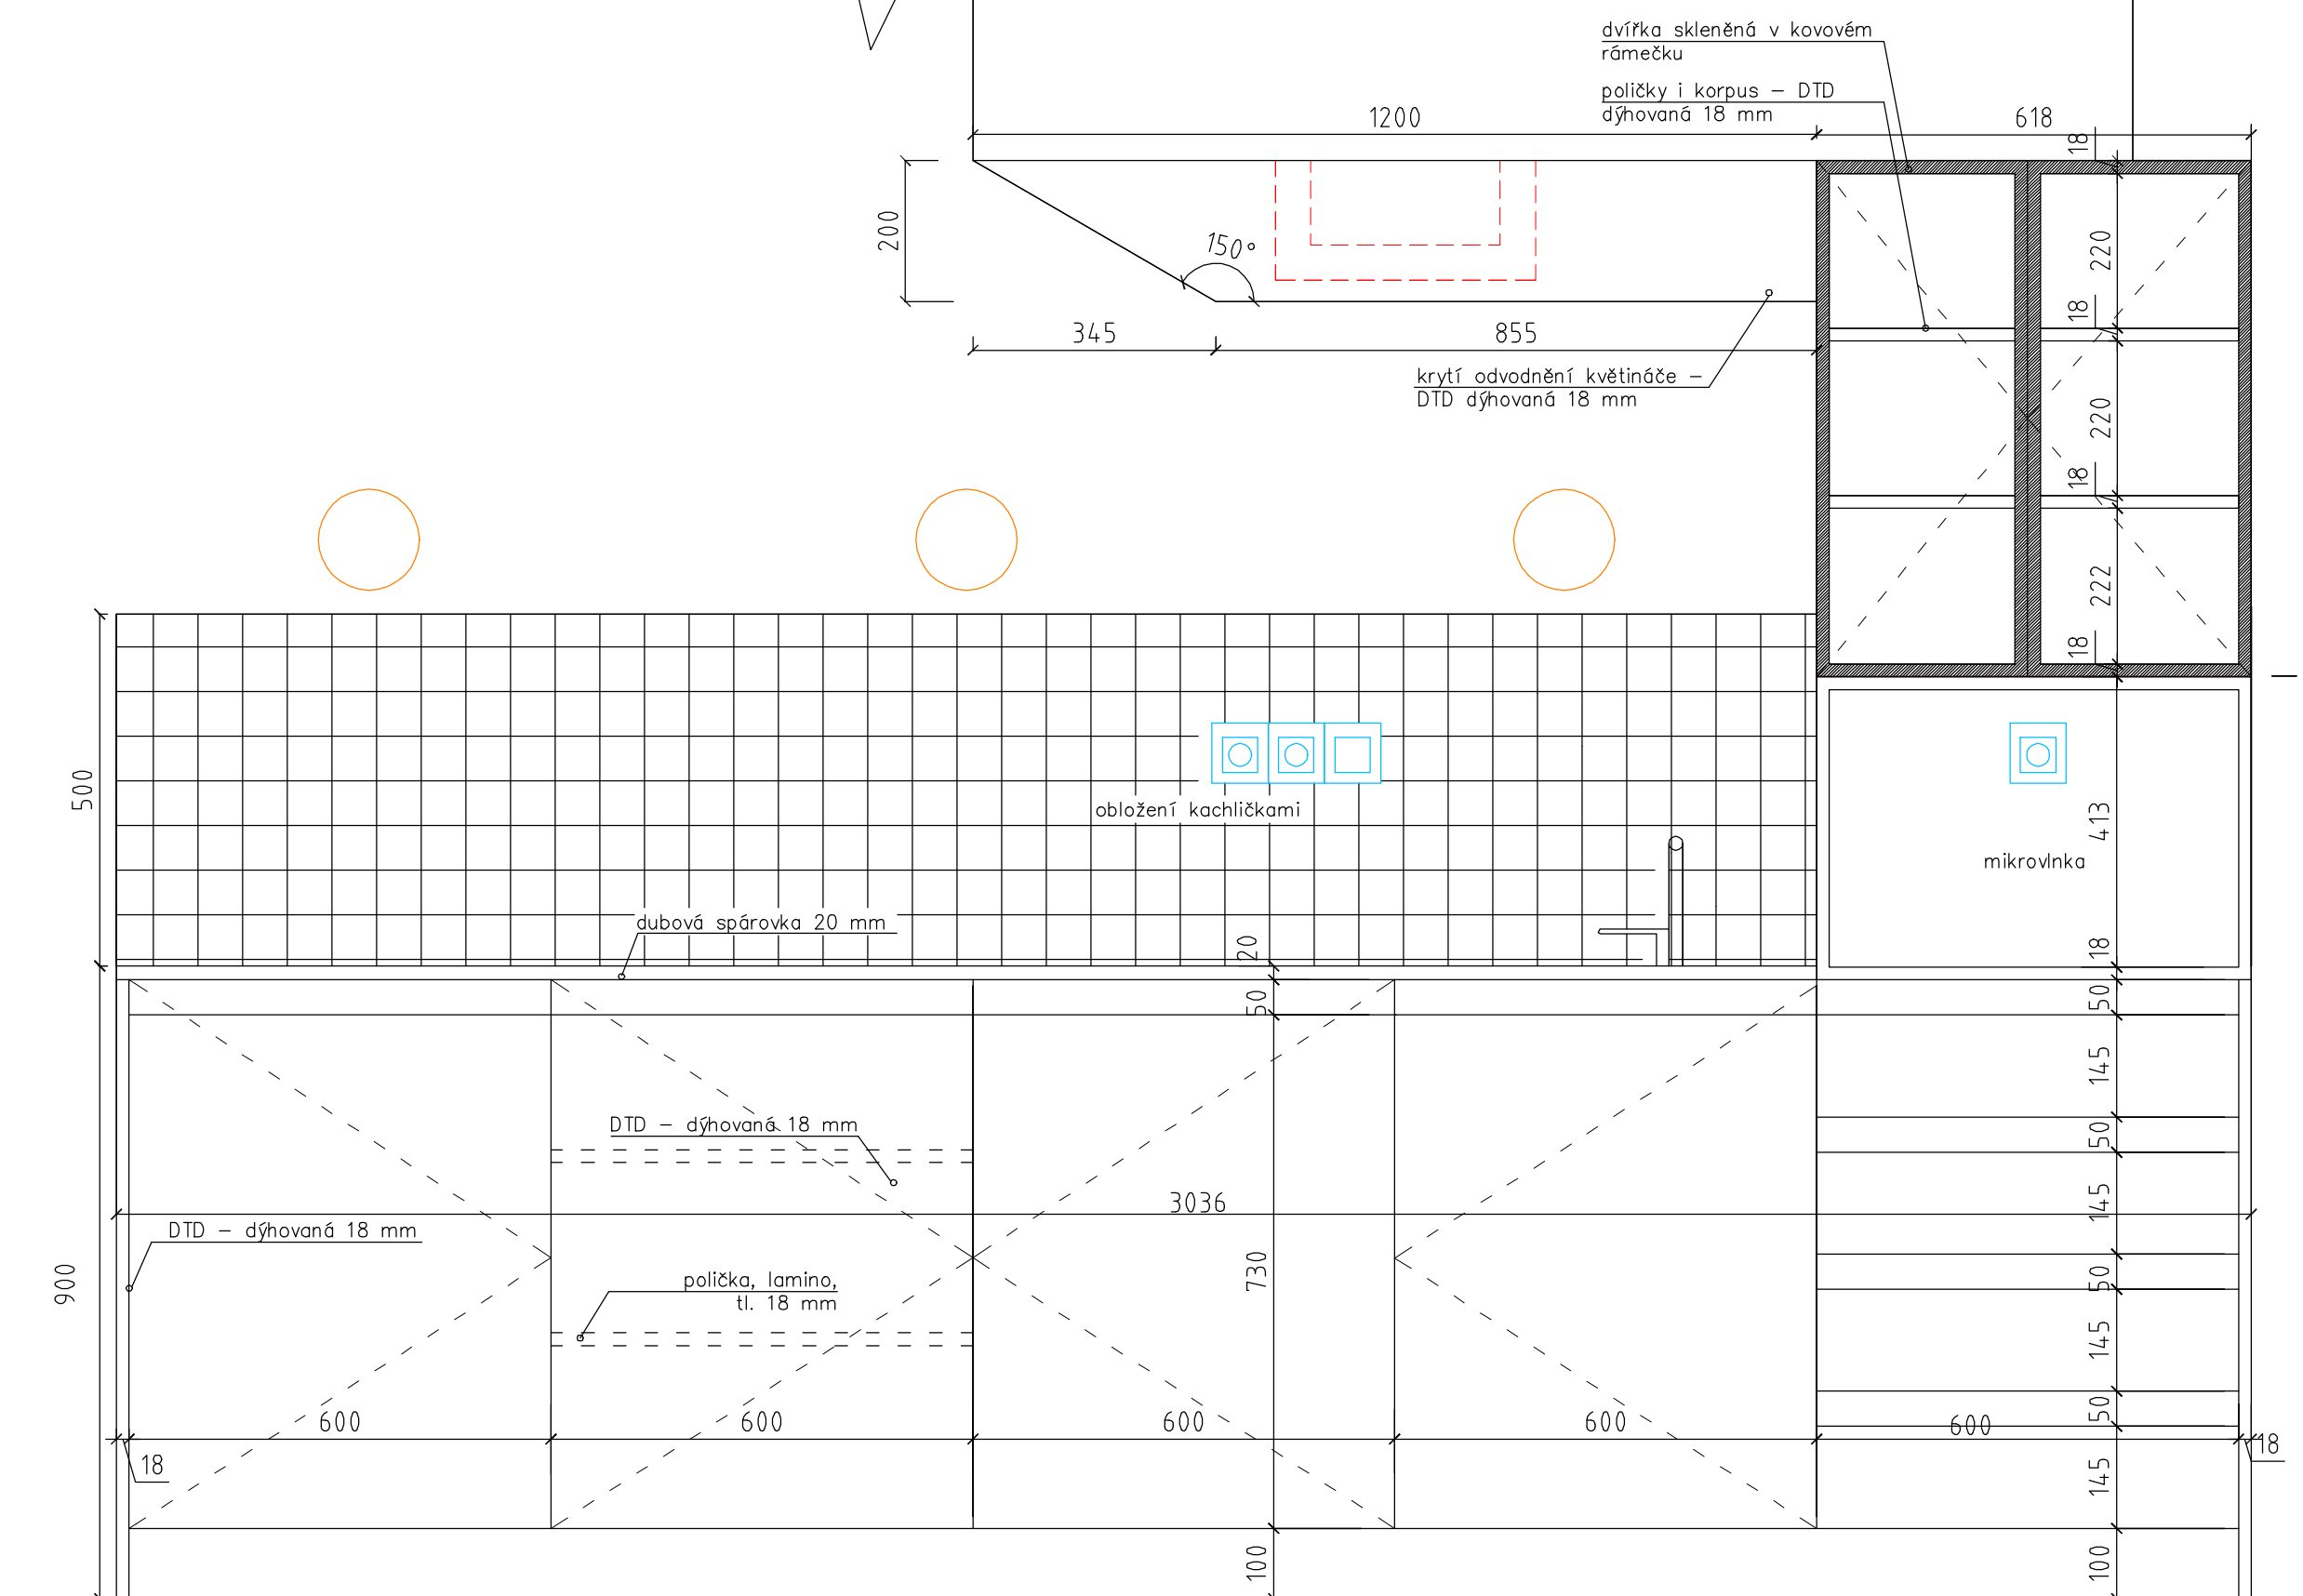 dvířka skleněná v kovovém
rámečku
poličky i korpus – DTD
dýhovaná 18 mm
1200
618
18
200
150°
220
18
345
855
krytí odvodnění květináče –
DTD dýhovaná 18 mm
220
18
222
18
500
obložení kachličkami
413
mikrovlnka
dubová spárovka 20 mm
20
18
50
50
145
DTD – dýhovaná 18 mm
50
3036
145
DTD – dýhovaná 18 mm
900
730
polička, lamino,
tl. 18 mm
50
145
600
600
600
600
50
600
18
18
145
100
100